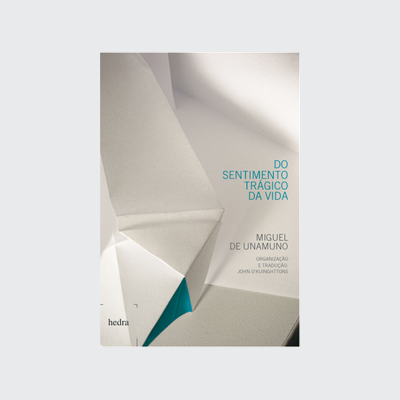 DO
SENTIMENTO
TRÁGICO
DA VIDA
MIGUEL
DE UNAMUNO
ORGANIZAÇÃO
E TRADUÇÃO:
JOHN O'KUINGHTTONS
hedra